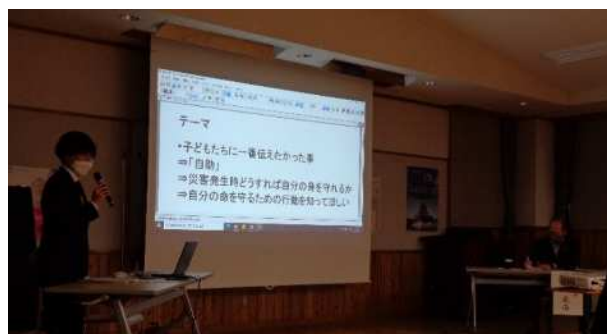 テーマ
・子どもたちに一番伝えたかった事
⇒「自助」
⇒災害発生時どうすれば自分の身を守れるか
⇒自分の命を守るための行動を知ってほしい